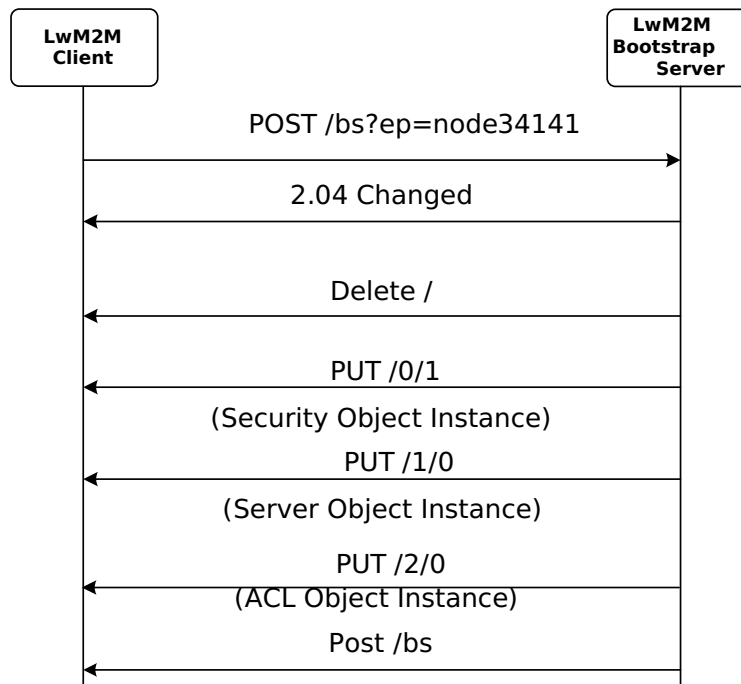 LwM2M
Client
LwM2M
Bootstrap
Server
POST /bs?ep=node34141
2.04 Changed
Delete /
PUT /0/1
(Security Object Instance)
PUT /1/0
(Server Object Instance)
PUT /2/0
(ACL Object Instance)
Post /bs